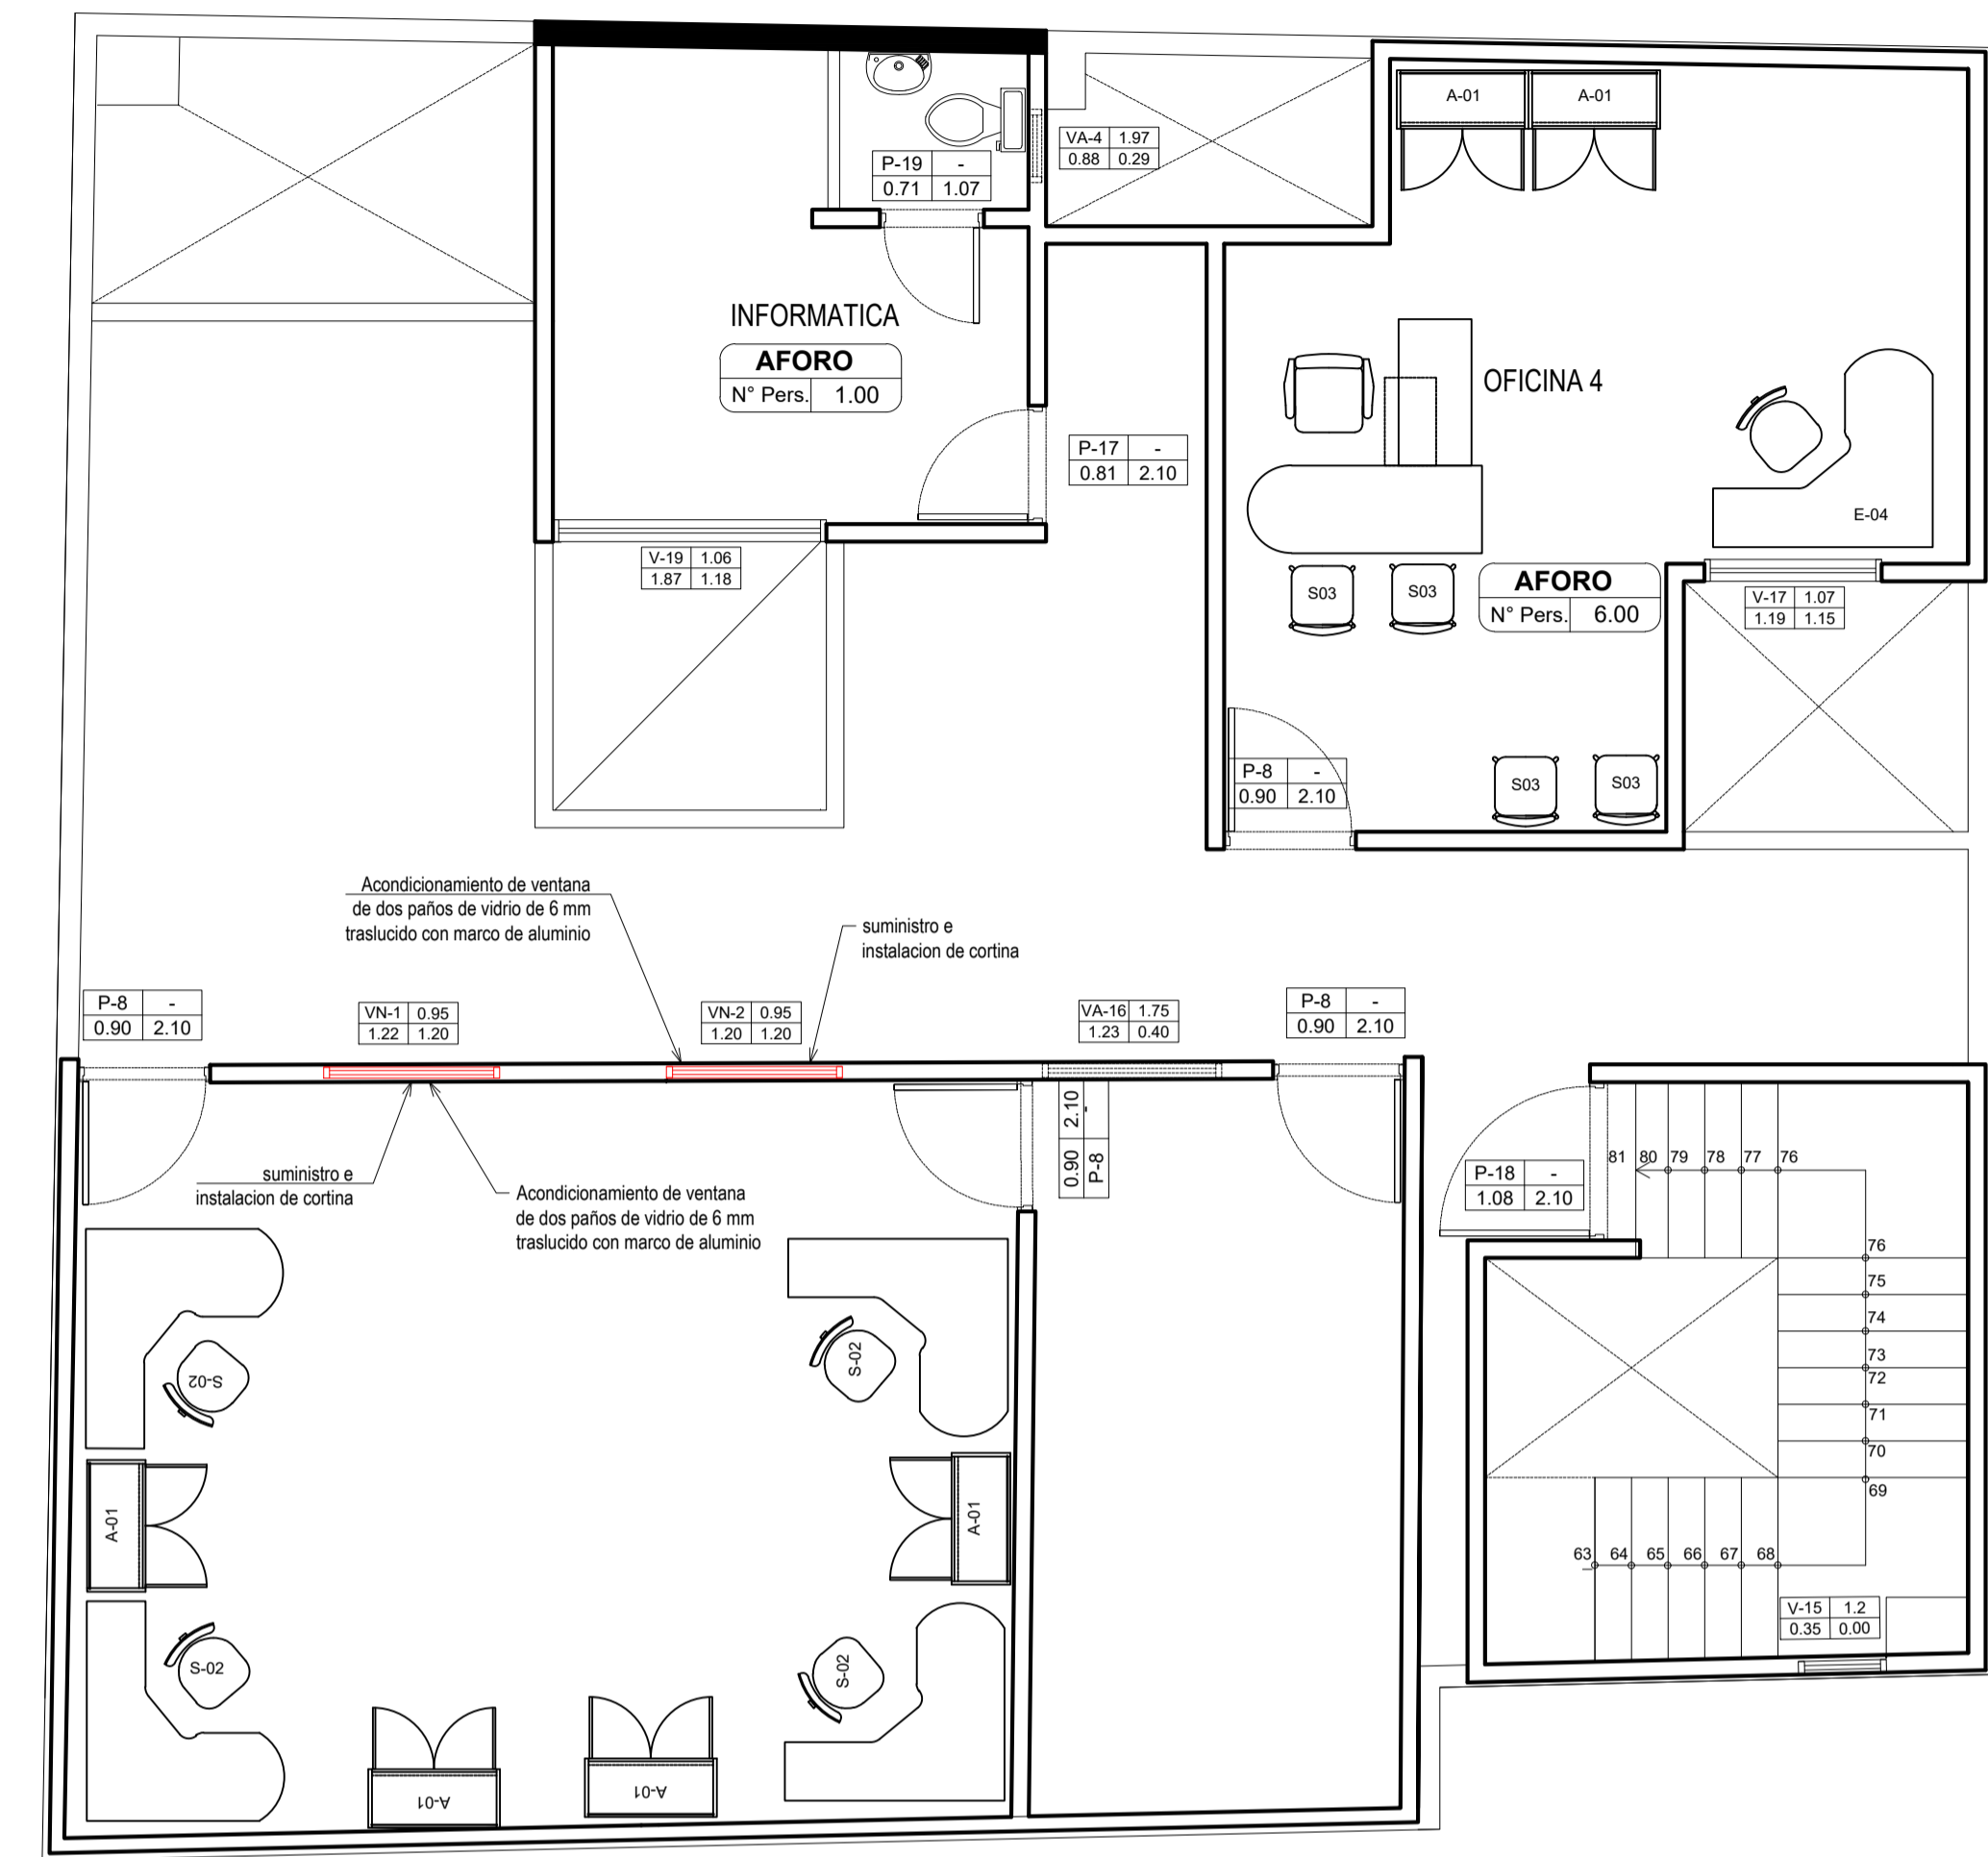 A-01
A-01
VA-4 1.97
0.88 0.29
P-19 -
0.71 1.07
INFORMATICA
AFORO
N° Pers. 1.00
OFICINA 4
P-17 -
0.81 2.10
E-04
V-19 1.06
1.87 1.18
S03
S03
AFORO
N° Pers. 6.00
V-17 1.07
1.19 1.15
P-8 -
0.90 2.10
S03
S03
Acondicionamiento de ventana
de dos paños de vidrio de 6 mm
traslucido con marco de aluminio
suministro e
instalacion de cortina
P-8 -
0.90 2.10
VN-1 0.95
1.22 1.20
VN-2 0.95
1.20 1.20
VA-16 1.75
1.23 0.40
P-8 -
0.90 2.10
P-8 -
0.90 2.10
suministro e
instalacion de cortina
Acondicionamiento de ventana
de dos paños de vidrio de 6 mm
traslucido con marco de aluminio
P-18 -
1.08 2.10
81 80 79 78 77 76
76
75
74
73
72
71
70
69
63 64 65 66 67 68
S-02
S-02
A-01
A-01
S-02
S-02
A-01
A-01
V-15 1.2
0.35 0.00